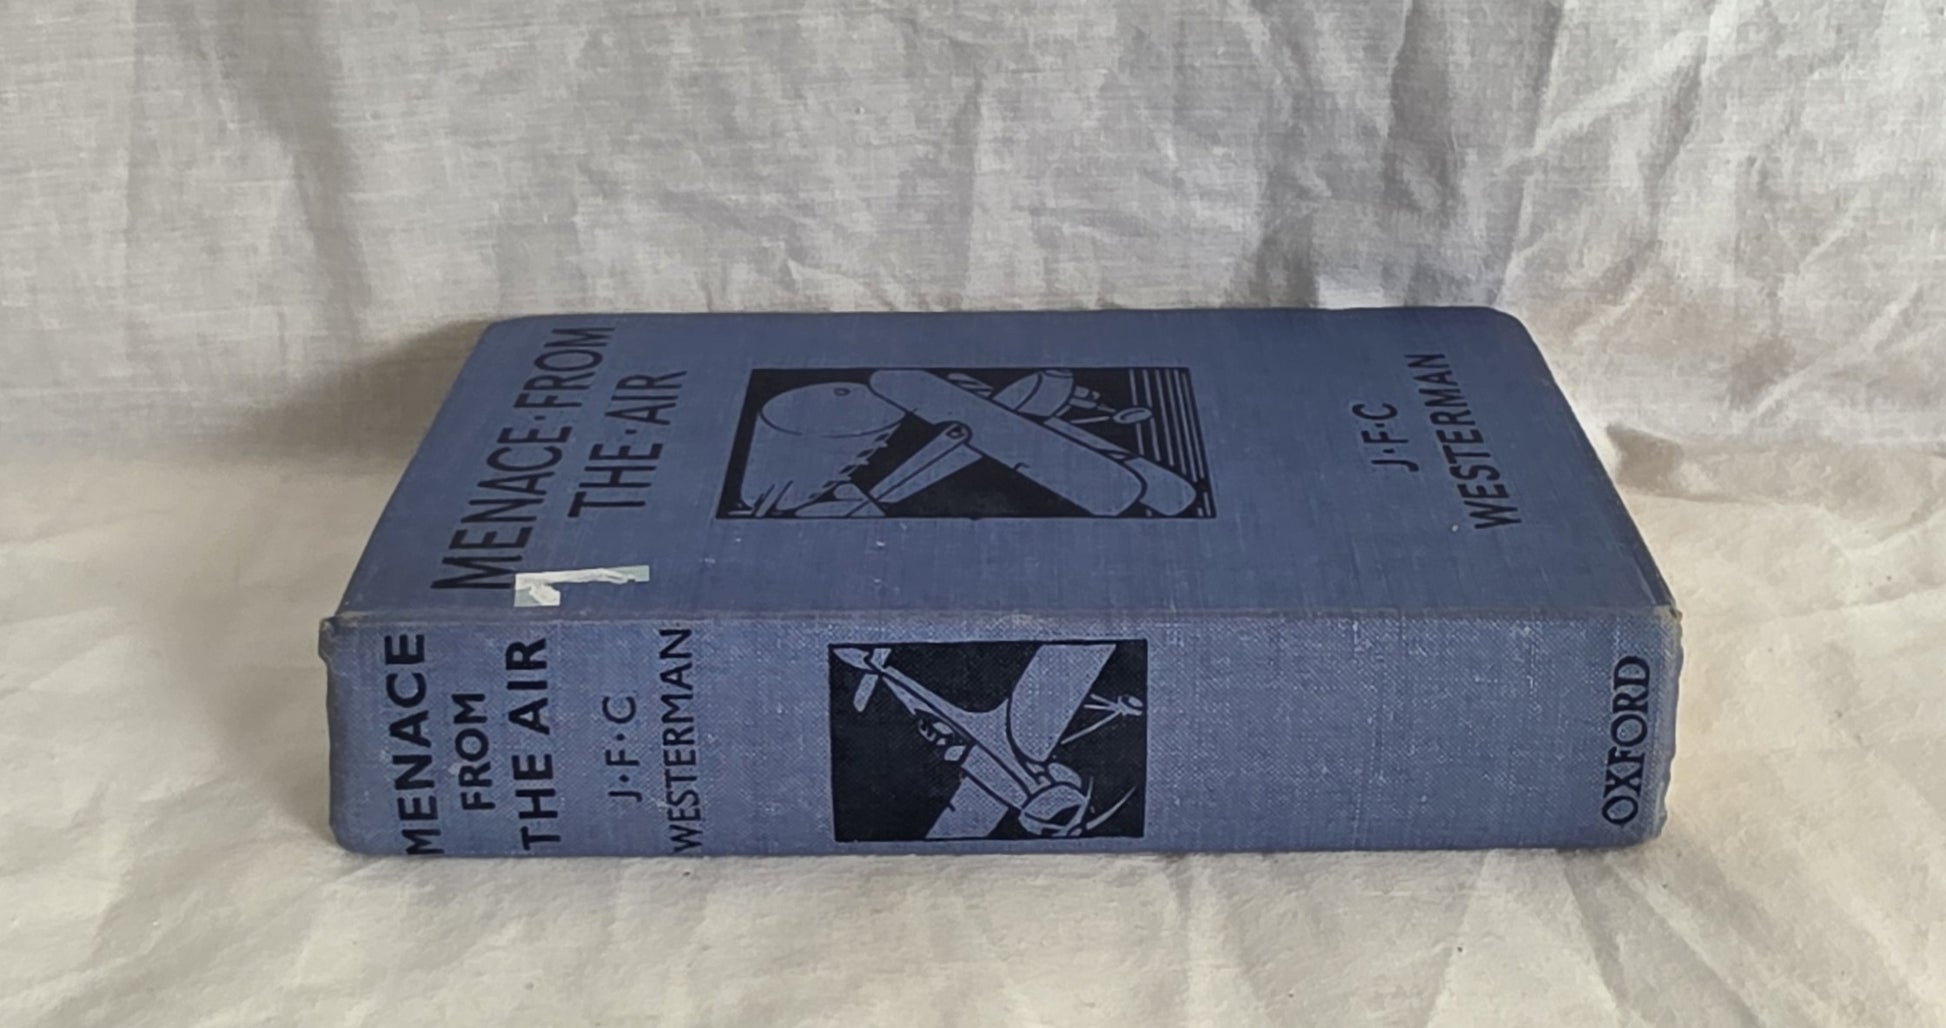 MENACE·FROM
THE·AIR
J·F·C
WESTERMAN
MENACE
FROM
THE AIR
J·F·C
WESTERMAN
OXFORD